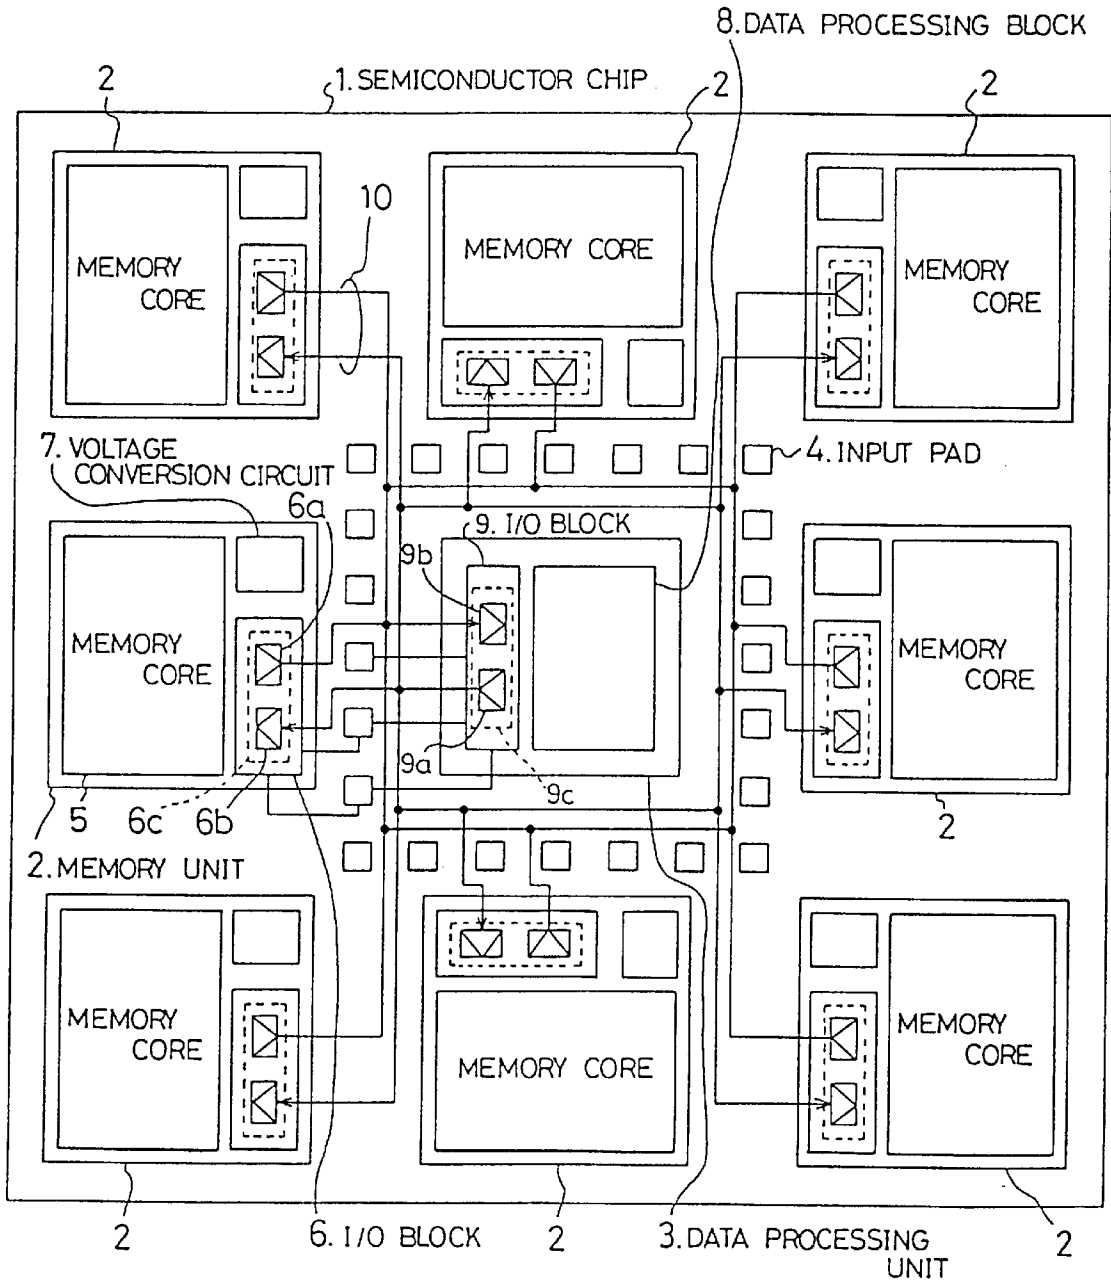 8. DATA PROCESSING BLOCK
2
1. SEMICONDUCTOR CHIP
2
2
10
MEMORY
CORE
MEMORY CORE
MEMORY
CORE
7. VOLTAGE
CONVERSION CIRCUIT
4. INPUT PAD
6a
9. I/O BLOCK
9b
MEMORY
CORE
MEMORY
CORE
9a
9c
5
6c
6b
2
2. MEMORY UNIT
MEMORY
CORE
MEMORY CORE
MEMORY
CORE
2
6. I/O BLOCK
2
3. DATA PROCESSING
UNIT
2